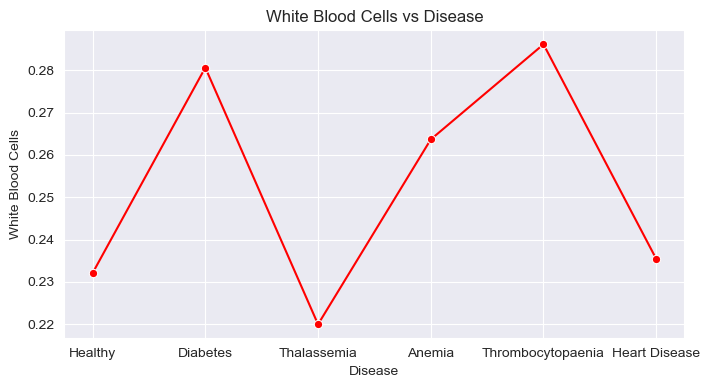 White Blood Cells vs Disease
White Blood Cells
0.28
0.27
0.26
0.25
0.24
0.23
0.22
Healthy Diabetes Thalassemia Anemia Thrombocytopaenia Heart Disease
Disease